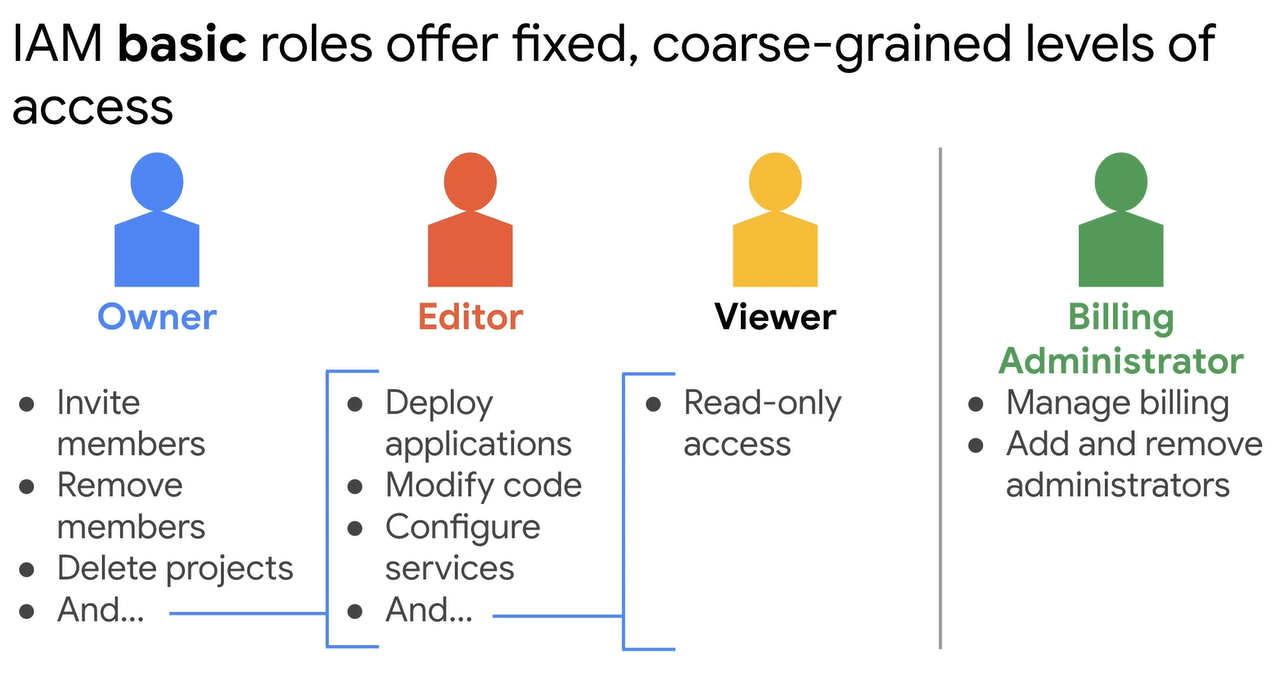 IAM basic roles offer fixed, coarse-grained levels of
access
Owner
● Invite
members
● Remove
members
● Delete projects
● And...
Editor
● Deploy
applications
● Modify code
● Configure
services
● And...
Viewer
● Read-only
access
Billing
Administrator
● Manage billing
● Add and remove
administrators